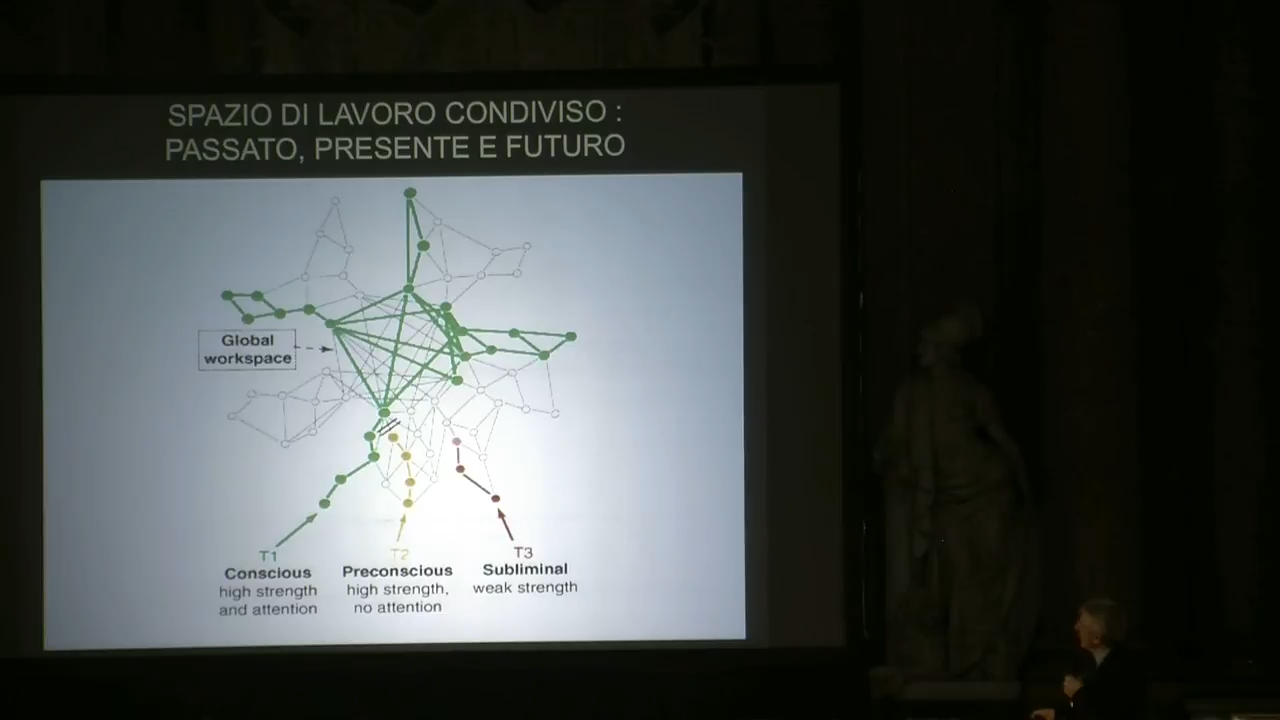 SPAZIO DI LAVORO CONDIVISO :
PASSATO, PRESENTE E FUTURO
Global
workspace
T1
Conscious
high strength
and attention
T2
Preconscious
high strength,
no attention
T3
Subliminal
weak strength